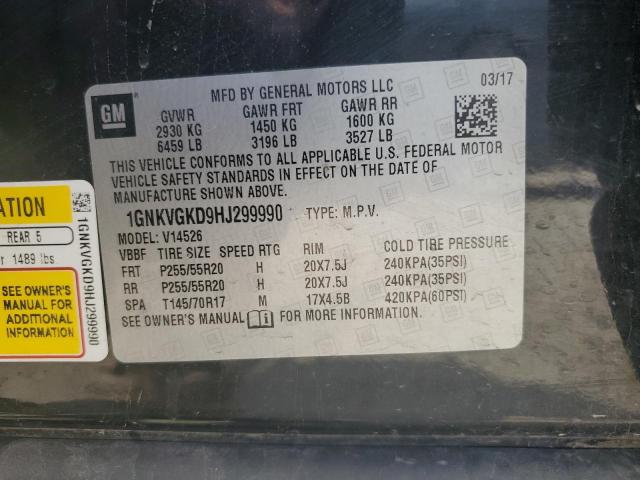 MFD BY GENERAL MOTORS LLC 03/17
GM
GVWR GAWR FRT GAWR RR
2930 KG 1450 KG 1600 KG
6459 LB 3196 LB 3527 LB
THIS VEHICLE CONFORMS TO ALL APPLICABLE U.S. FEDERAL MOTOR
VEHICLE SAFETY STANDARDS IN EFFECT ON THE DATE OF
MANUFACTURE SHOWN ABOVE.
1GNKVGKD9HJ299990 TYPE: M.P.V.
MODEL: V14526
VBBF TIRE SIZE SPEED RTG RIM COLD TIRE PRESSURE
FRT P255/55R20 H 20X7.5J 240KPA(35PSI)
RR P255/55R20 H 20X7.5J 240KPA(35PSI)
SPA T145/70R17 M 17X4.5B 420KPA(60PSI)
SEE OWNER'S MANUAL FOR MORE INFORMATION.
ATION
REAR 5
1489 lbs.
SEE OWNER'S
MANUAL FOR
ADDITIONAL
INFORMATION
1GNKVGKD9HJ299990